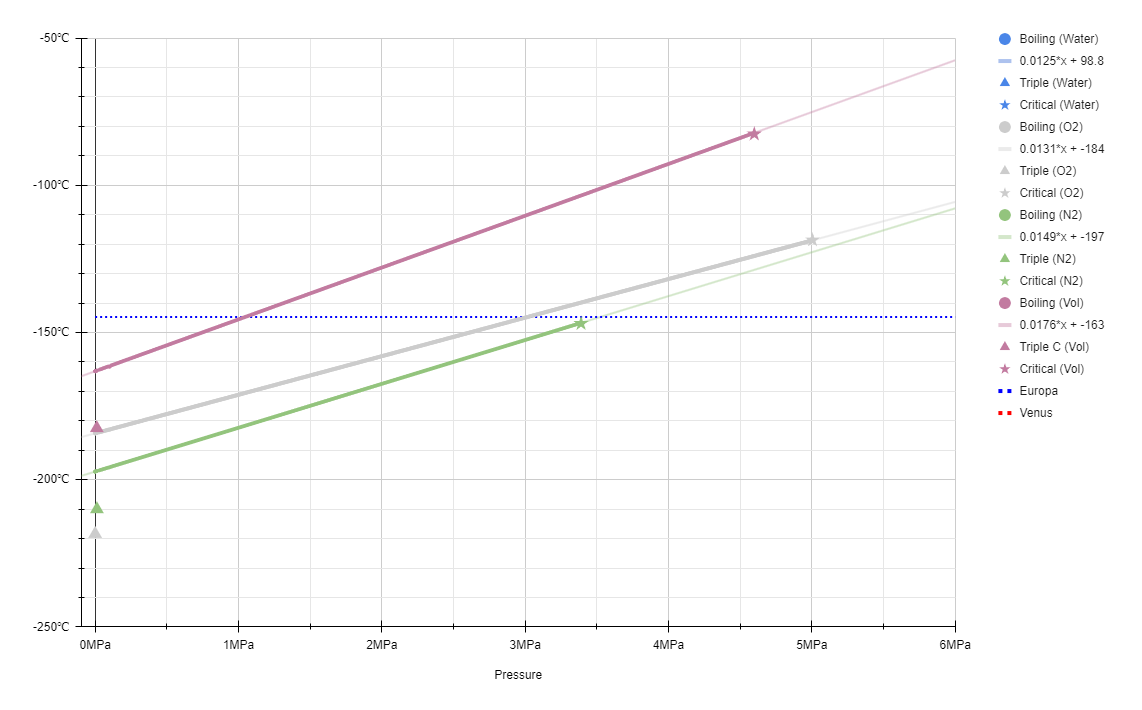 -50°C
-100°C
-150°C
-200°C
-250°C
0MPa
1MPa
2MPa
3MPa
4MPa
5MPa
6MPa
Pressure
Boiling (Water)
0.0125*x + 98.8
Triple (Water)
Critical (Water)
Boiling (O2)
0.0131*x + -184
Triple (O2)
Critical (O2)
Boiling (N2)
0.0149*x + -197
Triple (N2)
Critical (N2)
Boiling (Vol)
0.0176*x + -163
Triple C (Vol)
Critical (Vol)
Europa
Venus